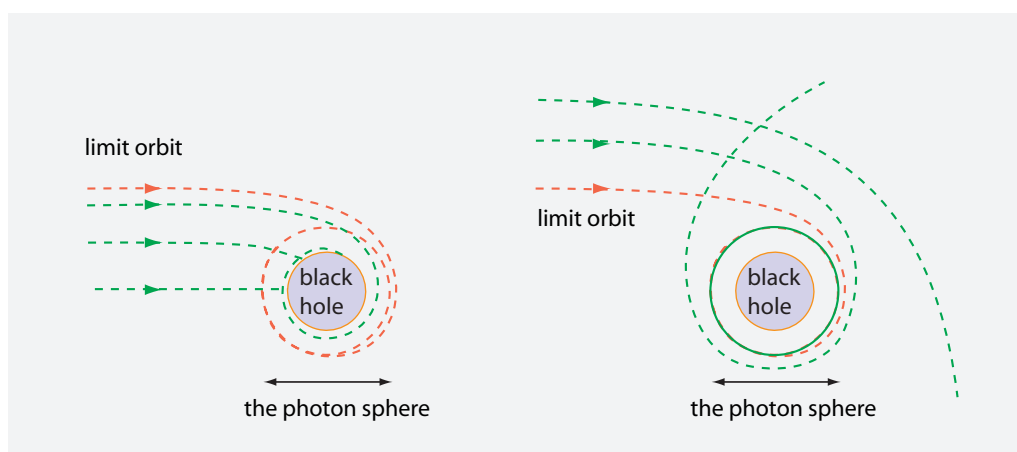 limit orbit
black
hole
the photon sphere
limit orbit
black
hole
the photon sphere